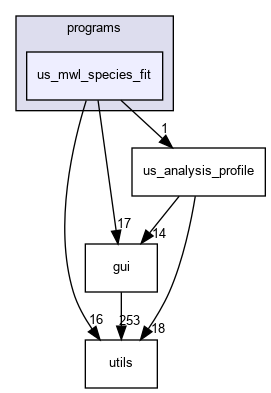 programs
us_mwl_species_fit
1
us_analysis_profile
17
14
gui
16
253
18
utils